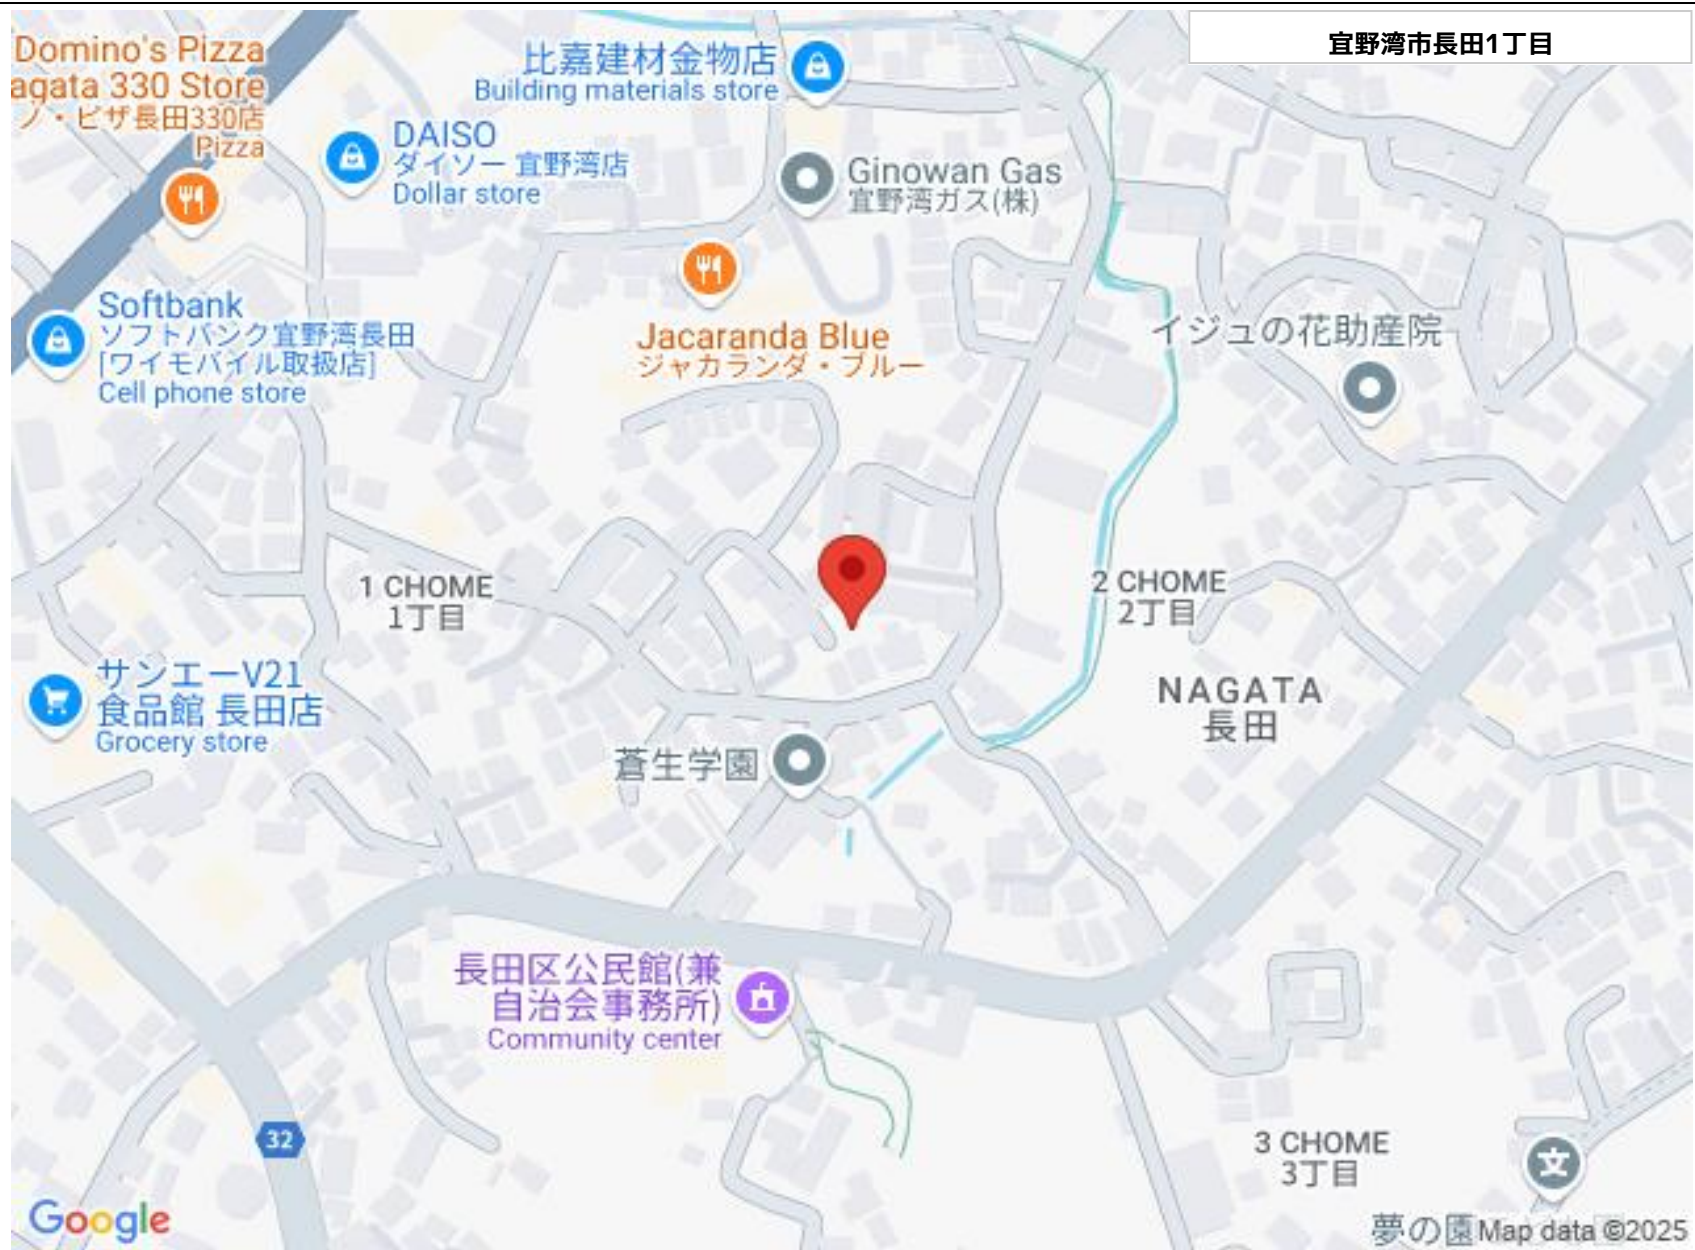 宜野湾市長田1丁目
Domino's Pizza
agata 330 Store
ノ・ピザ長田330店
Pizza
比嘉建材金物店
Building materials store
DAISO
ダイソー 宜野湾店
Dollar store
Ginowan Gas
宜野湾ガス(株)
Softbank
ソフトバンク宜野湾長田
[ワイモバイル取扱店]
Cell phone store
Jacaranda Blue
ジャカランダ・ブルー
イジュの花助産院
1 CHOME
1丁目
2 CHOME
2丁目
サンエーV21
食品館 長田店
Grocery store
NAGATA
長田
蒼生学園
長田区公民館(兼
自治会事務所)
Community center
32
3 CHOME
3丁目
文
夢の園
Google
Map data ©2025